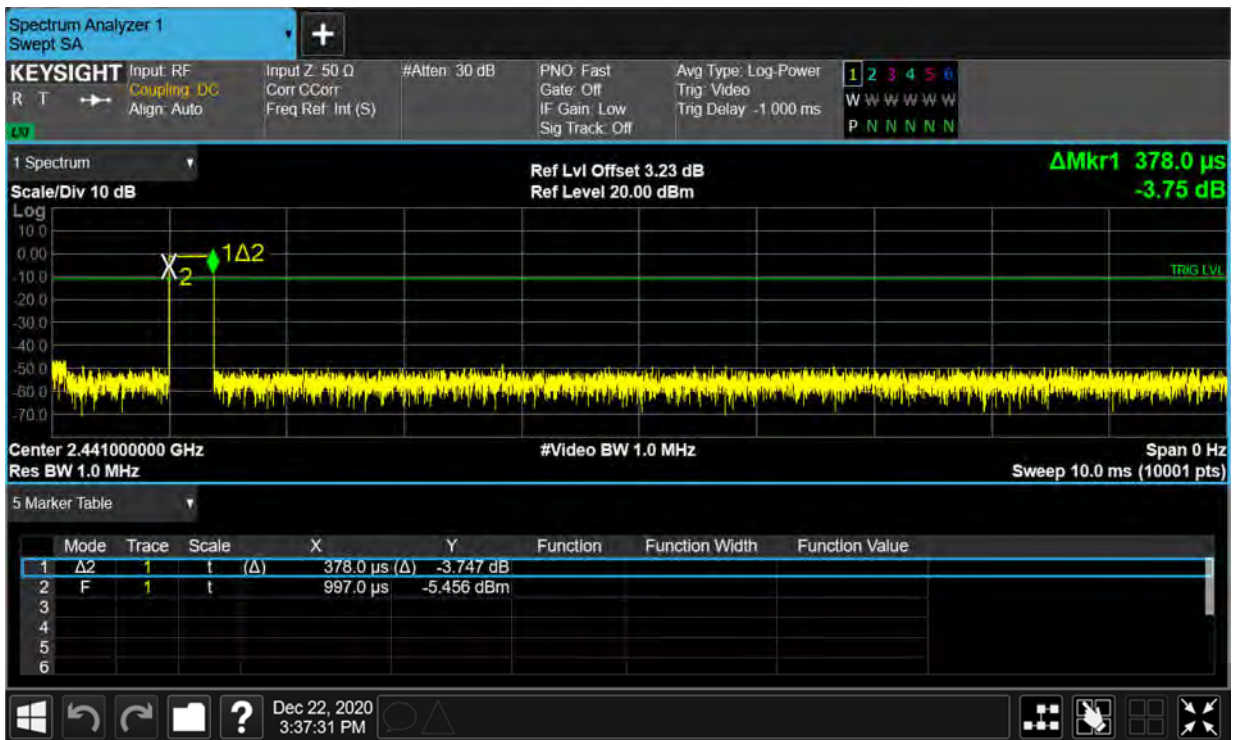 Spectrum Analyzer 1
Swept SA
+
KEYSIGHT Input: RF Input Z: 50 Ω #Atten: 30 dB PNO: Fast Avg Type: Log-Power 1 2 3 4 5 6
R T Coupling: DC Corr CCorr Gate: Off Trig: Video W W W W W W
Align: Auto Freq Ref: Int (S) IF Gain: Low Trig Delay: -1.000 ms
Sig Track: Off P N N N N N
1 Spectrum
Ref Lvl Offset 3.23 dB ΔMkr1 378.0 µs
Scale/Div 10 dB Ref Level 20.00 dBm -3.75 dB
Log
10.0
0.00 1Δ2
-10.0 X 2 TRIG LVL
-20.0
-30.0
-40.0
-50.0
-60.0
-70.0
Center 2.441000000 GHz #Video BW 1.0 MHz Span 0 Hz
Res BW 1.0 MHz Sweep 10.0 ms (10001 pts)
5 Marker Table
Mode Trace Scale X Y Function Function Width Function Value
1 Δ2 1 t (Δ) 378.0 µs (Δ) -3.747 dB
2 F 1 t 997.0 µs -5.456 dBm
3
4
5
6
? Dec 22, 2020
3:37:31 PM